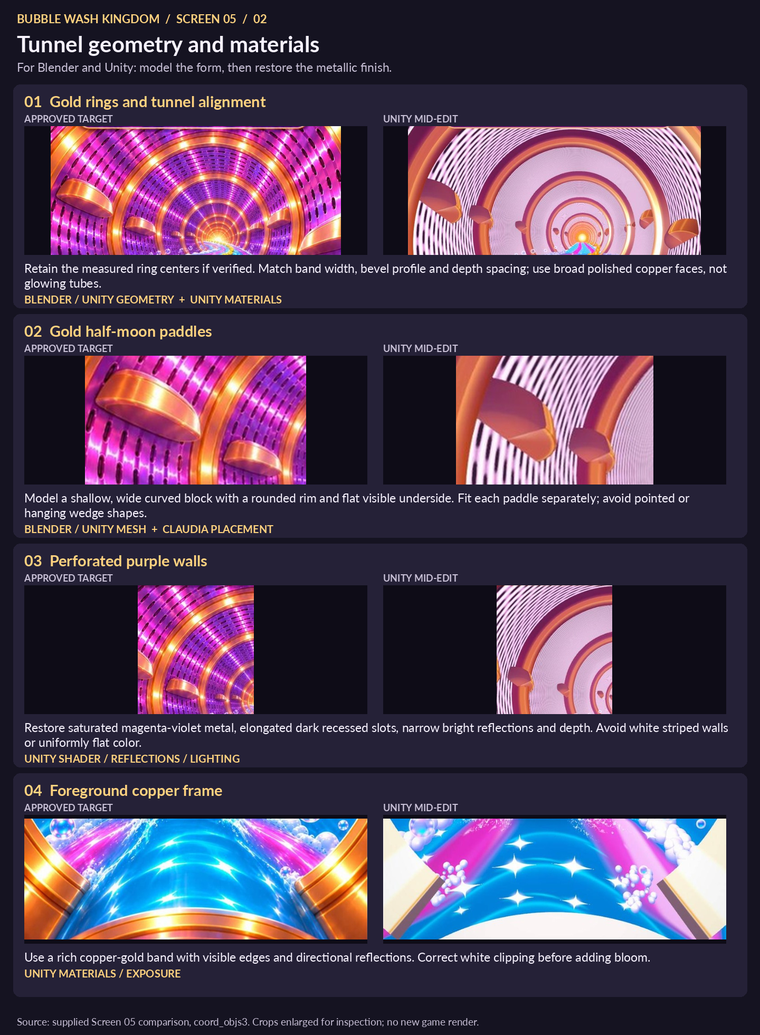 BUBBLE WASH KINGDOM / SCREEN 05 / 02
Tunnel geometry and materials
For Blender and Unity: model the form, then restore the metallic finish.
01 Gold rings and tunnel alignment
APPROVED TARGET
UNITY MID-EDIT
Retain the measured ring centers if verified. Match band width, bevel profile and depth spacing; use broad polished copper faces, not
glowing tubes.
BLENDER / UNITY GEOMETRY + UNITY MATERIALS
02 Gold half-moon paddles
APPROVED TARGET
UNITY MID-EDIT
Model a shallow, wide curved block with a rounded rim and flat visible underside. Fit each paddle separately; avoid pointed or
hanging wedge shapes.
BLENDER / UNITY MESH + CLAUDIA PLACEMENT
03 Perforated purple walls
APPROVED TARGET
UNITY MID-EDIT
Restore saturated magenta-violet metal, elongated dark recessed slots, narrow bright reflections and depth. Avoid white striped walls
or uniformly flat color.
UNITY SHADER / REFLECTIONS / LIGHTING
04 Foreground copper frame
APPROVED TARGET
UNITY MID-EDIT
Use a rich copper-gold band with visible edges and directional reflections. Correct white clipping before adding bloom.
UNITY MATERIALS / EXPOSURE
Source: supplied Screen 05 comparison, coord_objs3. Crops enlarged for inspection; no new game render.